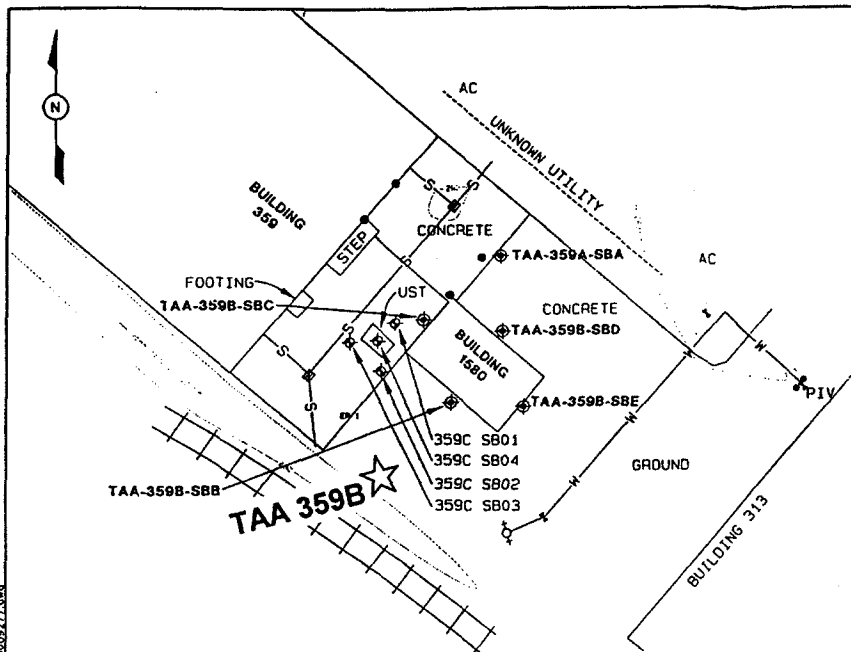 AC
N
UNKNOWN UTILITY
BUILDING
359
S
S
CONCRETE
STEP
TAA-359A-SBA
AC
FOOTING
UST
TAA-359B-SBC
CONCRETE
TAA-359B-SBD
BUILDING
1580
S
S
S
S
W
W
PIV
TAA-359B-SBE
W
359C SB01
359C SB04
359C SB02
359C SB03
GROUND
W
W
TAA-359B-SBB
TAA 359B
BUILDING 313